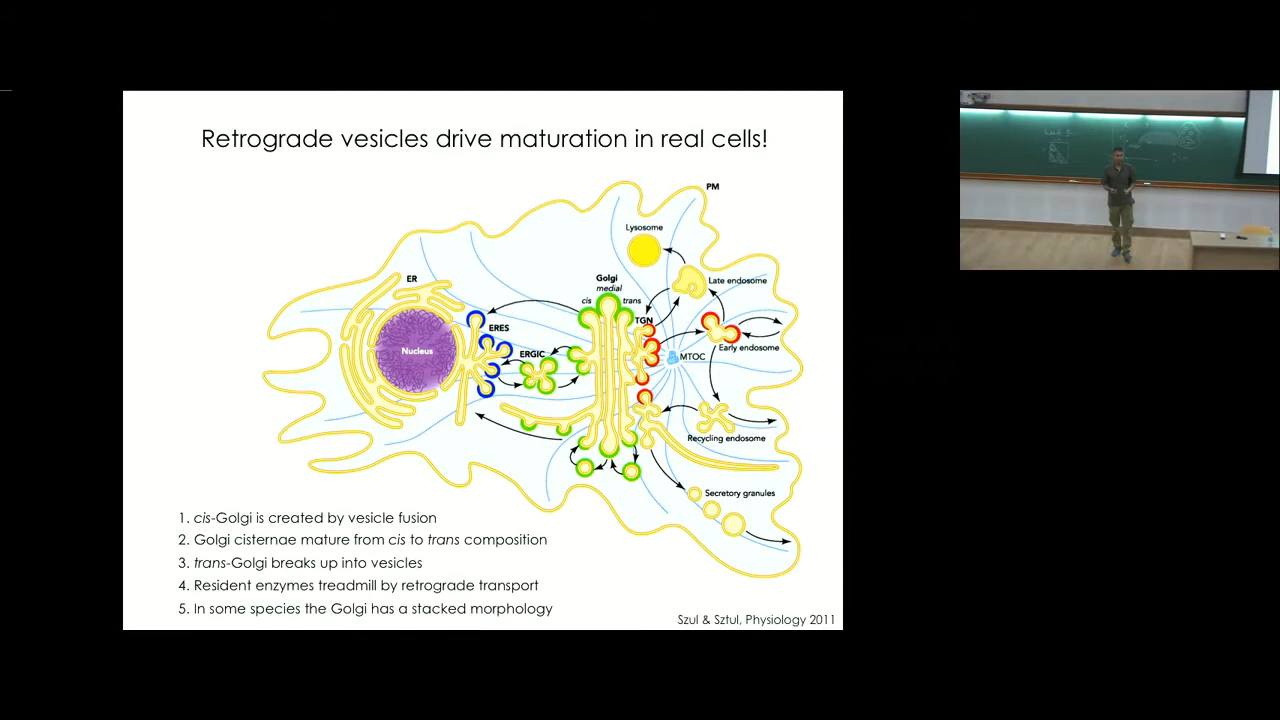 Retrograde vesicles drive maturation in real cells!
PM
Lysosome
ER
Golgi
medial
cis
trans
Late endosome
TGN
ERES
Nucleus
ERGIC
MTOC
Early endosome
Recycling endosome
Secretory granules
1. cis-Golgi is created by vesicle fusion
2. Golgi cisternae mature from cis to trans composition
3. trans-Golgi breaks up into vesicles
4. Resident enzymes treadmill by retrograde transport
5. In some species the Golgi has a stacked morphology
Szul & Sztul, Physiology 2011